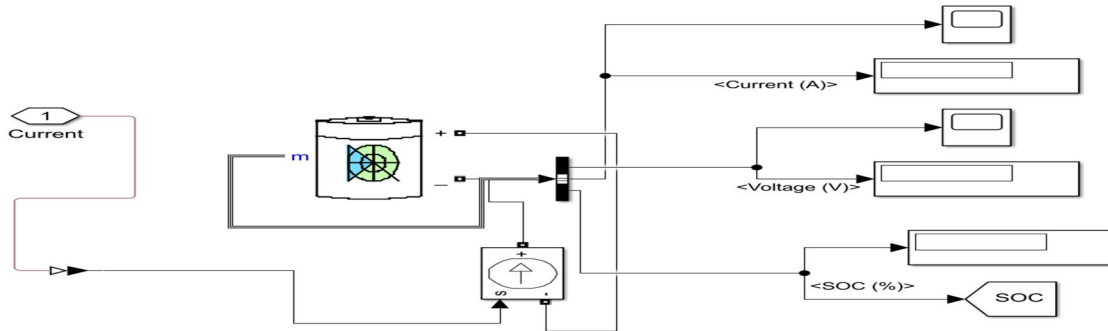 <Current (A)>
1
Current
+
m
–
<Voltage (V)>
+
s
-
<SOC (%)>
SOC